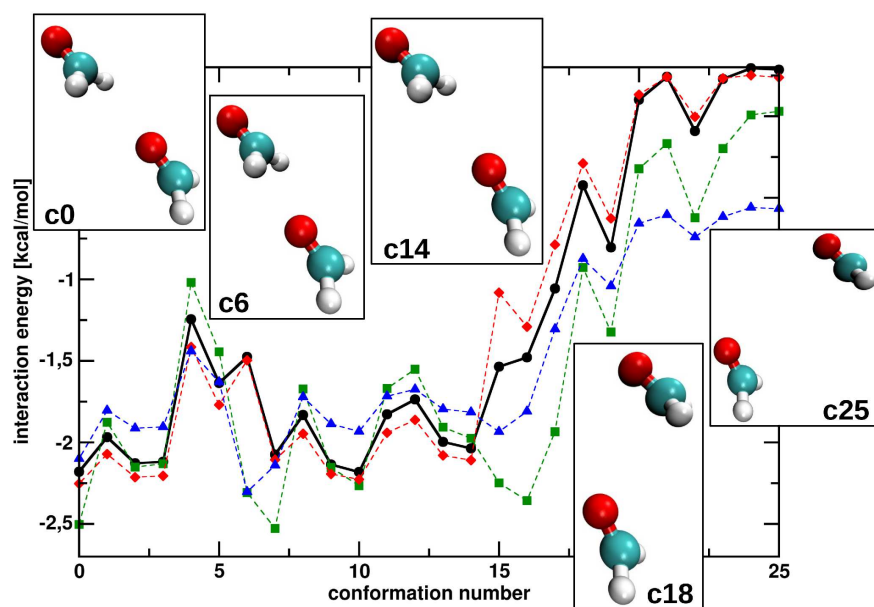 c0
c6
c14
c18
c25
interaction energy [kcal/mol]
-1
-1,5
-2
-2,5
0
5
10
15
25
conformation number